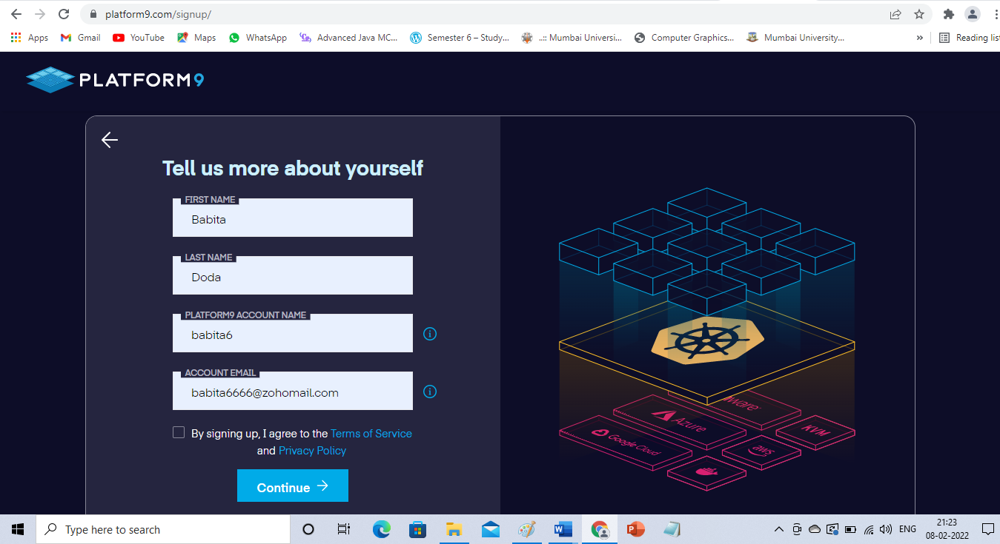 platform9.com/signup/
Apps Gmail YouTube Maps WhatsApp Advanced Java MC... Semester 6 – Study... ..:: Mumbai Universi... Computer Graphics... Mumbai University... » Reading list
PLATFORM9
Tell us more about yourself
FIRST NAME
Babita
LAST NAME
Doda
PLATFORM9 ACCOUNT NAME
babita6
ACCOUNT EMAIL
babita6666@zohomail.com
By signing up, I agree to the Terms of Service
and Privacy Policy
Continue
Azure
Google Cloud
KVM
aws
Type here to search
ENG
21:23
08-02-2022